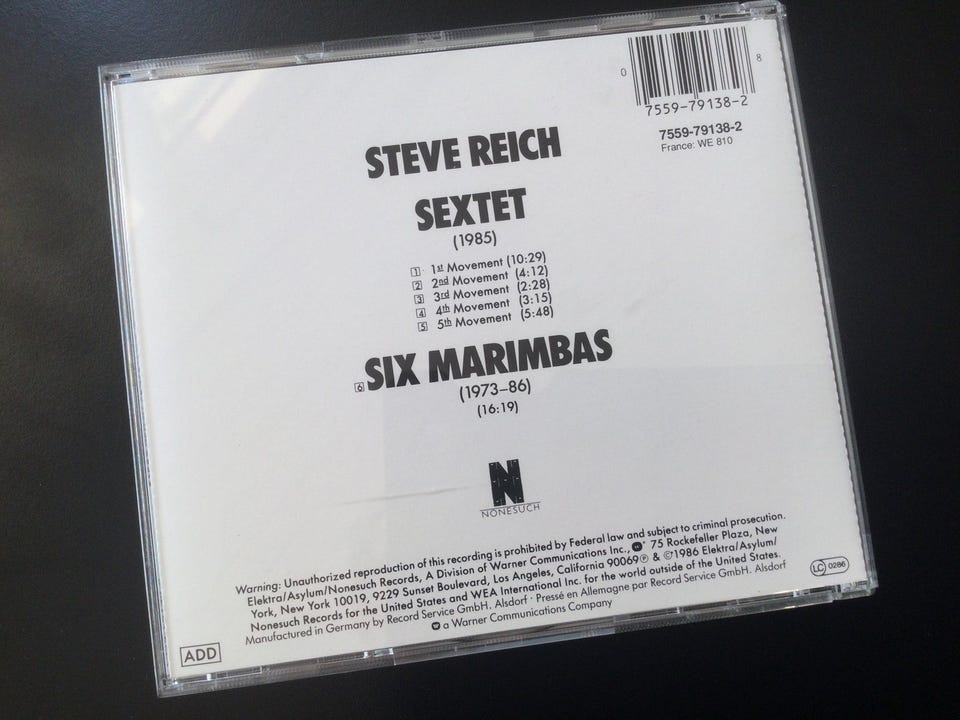 0 8
7559-79138-2
7559-79138-2
France: WE 810
STEVE REICH
SEXTET
(1985)
1 1st Movement (10:29)
2 2nd Movement (4:12)
3 3rd Movement (2:28)
4 4th Movement (3:15)
5 5th Movement (5:48)
6 SIX MARIMBAS
(1973–86)
(16:19)
N
NONESUCH
Warning: Unauthorized reproduction of this recording is prohibited by Federal law and subject to criminal prosecution.
Elektra/Asylum/Nonesuch Records, A Division of Warner Communications Inc., 75 Rockefeller Plaza, New
York, New York 10019, 9229 Sunset Boulevard, Los Angeles, California 90069 ℗ & © 1986 Elektra/Asylum/
Nonesuch Records for the United States and WEA International Inc. for the world outside of the United States.
Manufactured in Germany by Record Service GmbH. Alsdorf · Pressé en Allemagne par Record Service GmbH. Alsdorf
a Warner Communications Company
LC 0286
ADD